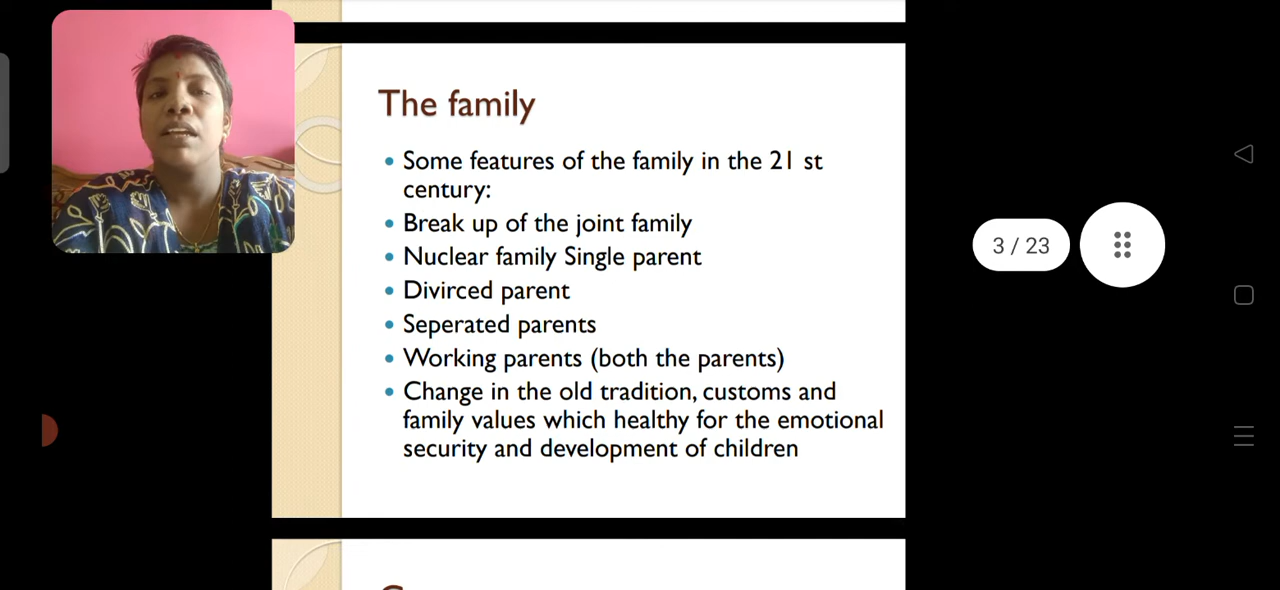 The family
Some features of the family in the 21 st
century:
Break up of the joint family
Nuclear family Single parent
Divirced parent
Seperated parents
Working parents (both the parents)
Change in the old tradition, customs and
family values which healthy for the emotional
security and development of children
3 / 23